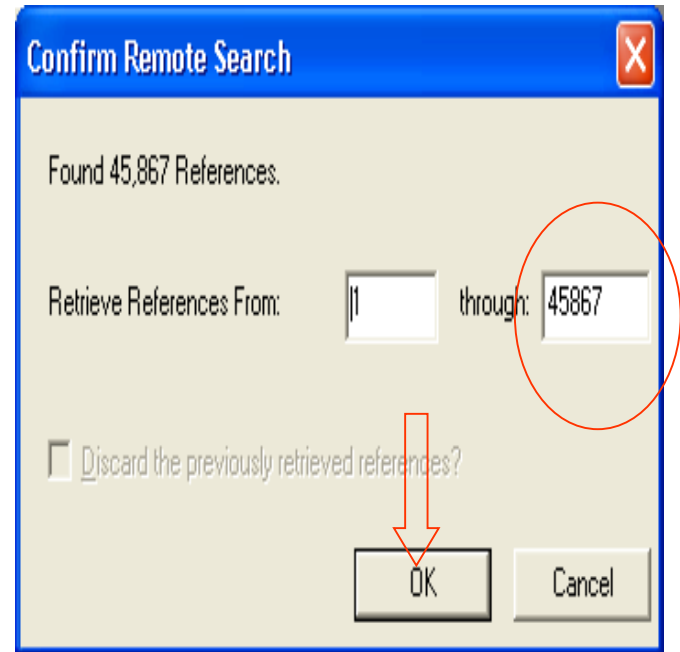 Confirm Remote Search
Found 45,867 References.
Retrieve References From: 1 through: 45867
Discard the previously retrieved references?
OK Cancel